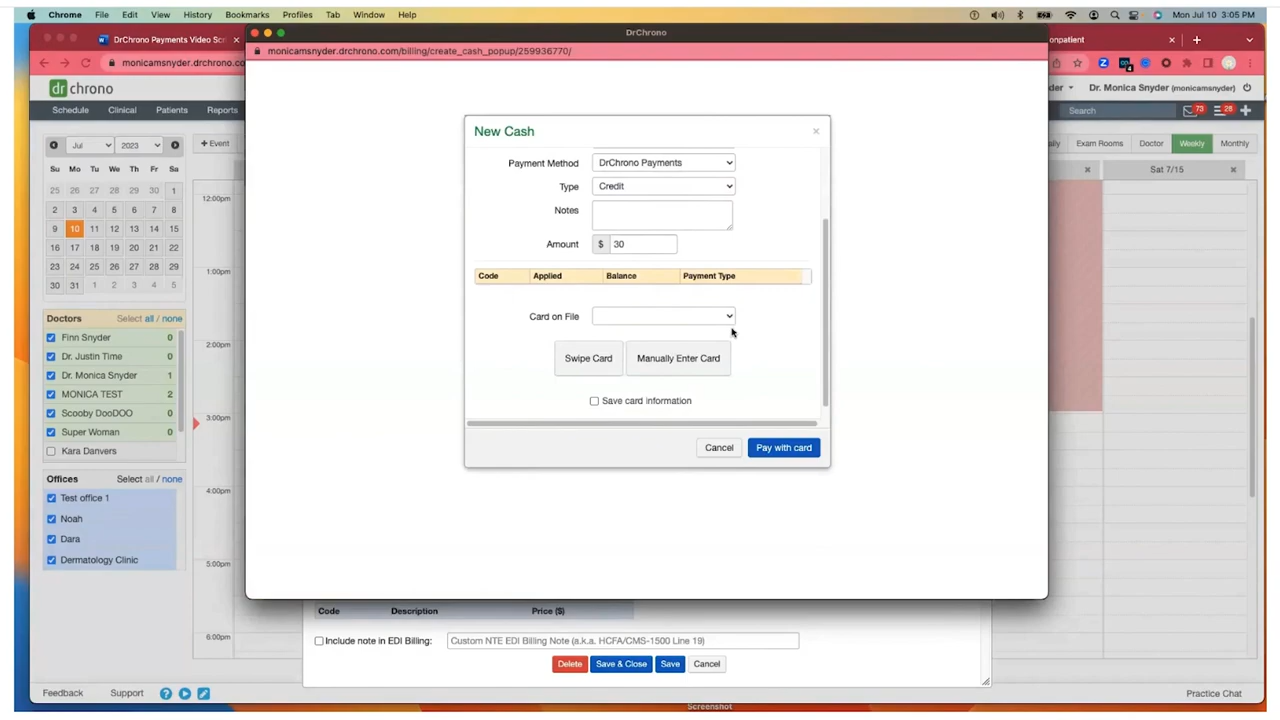 Chrome File Edit View History Bookmarks Profiles Tab Window Help Mon Jul 10 3:05 PM
DrChrono Payments Video Scr
DrChrono
onpatient
monicamsnyder.drchrono.co
monicamsnyder.drchrono.com/billing/create_cash_popup/259936770/
dr chrono
der Dr. Monica Snyder (monicamsnyder)
Schedule Clinical Patients Reports
Search 73 28
Jul 2023
+ Event
Exam Rooms Doctor Weekly Monthly
Su Mo Tu We Th Fr Sa
25 26 27 28 29 30 1
2 3 4 5 6 7 8
9 10 11 12 13 14 15
16 17 18 19 20 21 22
23 24 25 26 27 28 29
30 31 1 2 3 4 5
Sat 7/15
12:00pm
1:00pm
2:00pm
3:00pm
4:00pm
5:00pm
6:00pm
Doctors Select all / none
Finn Snyder 0
Dr. Justin Time 0
Dr. Monica Snyder 1
MONICA TEST 2
Scooby DooDOO 0
Super Woman 0
Kara Danvers
Offices Select all / none
Test office 1
Noah
Dara
Dermatology Clinic
New Cash
Payment Method DrChrono Payments
Type Credit
Notes
Amount $ 30
Code Applied Balance Payment Type
Card on File
Swipe Card Manually Enter Card
Save card information
Cancel Pay with card
Code Description Price ($)
Include note in EDI Billing: Custom NTE EDI Billing Note (a.k.a. HCFA/CMS-1500 Line 19)
Delete Save & Close Save Cancel
Feedback Support
Practice Chat
Screenshot